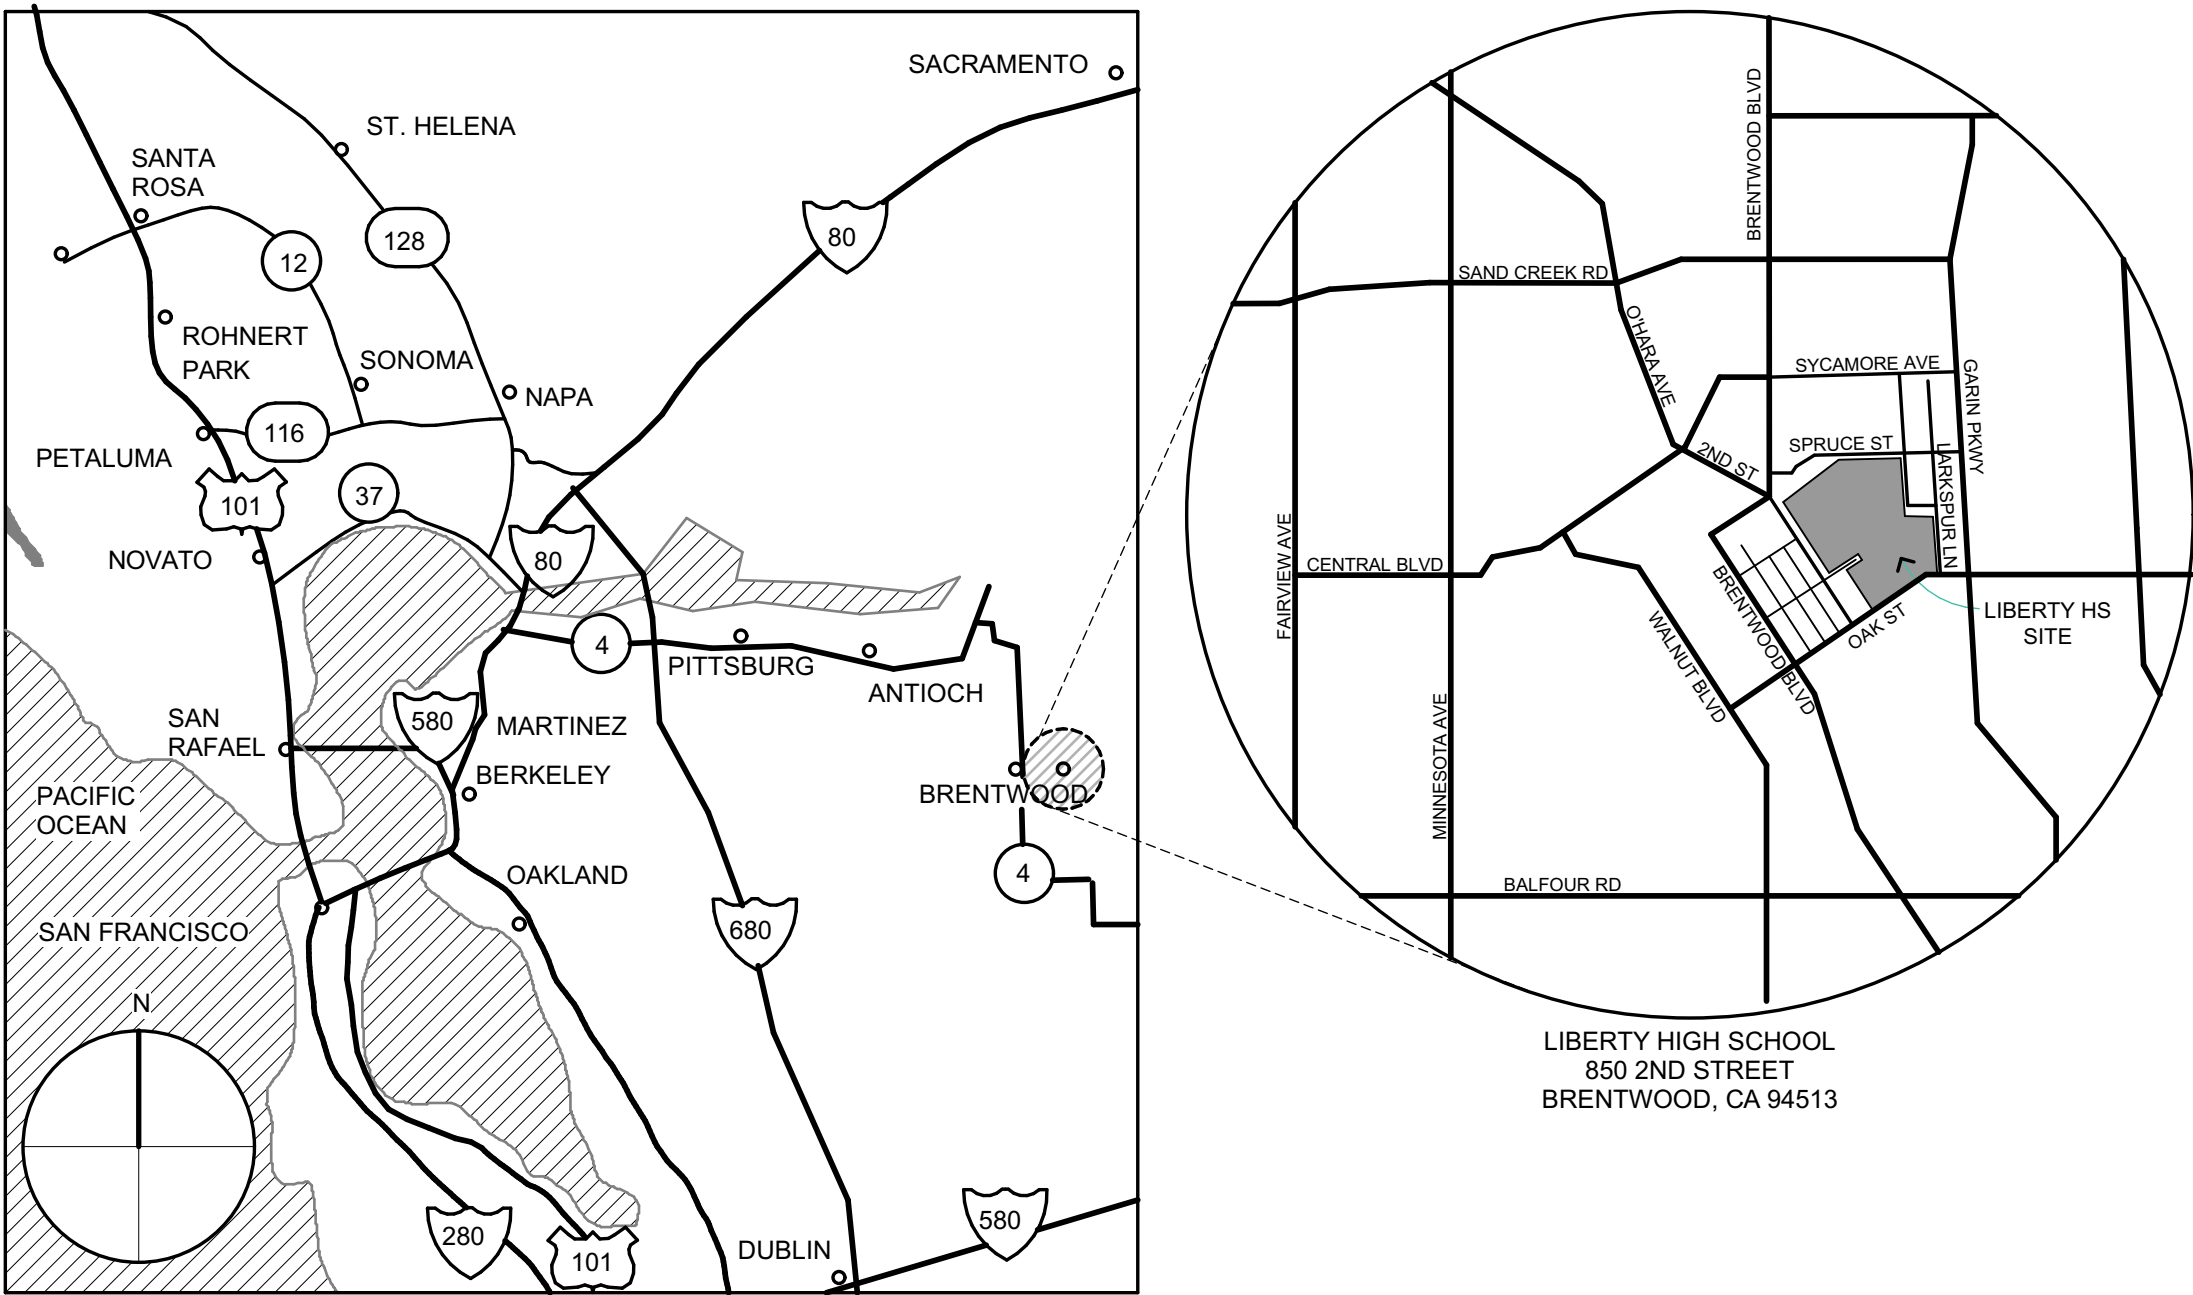 SACRAMENTO
ST. HELENA
SANTA
ROSA
128
80
12
ROHNERT
PARK
SONOMA
NAPA
116
PETALUMA
37
101
NOVATO
80
4
PITTSBURG
ANTIOCH
580
MARTINEZ
SAN
RAFAEL
BERKELEY
BRENTWOOD
PACIFIC
OCEAN
OAKLAND
4
SAN FRANCISCO
680
N
280
580
DUBLIN
101
BRENTWOOD BLVD
SAND CREEK RD
O'HARA AVE
SYCAMORE AVE
GARIN PKWY
2ND ST
SPRUCE ST
LARKSPUR LN
FAIRVIEW AVE
CENTRAL BLVD
BRENTWOOD BLVD
OAK ST
LIBERTY HS
SITE
WALNUT BLVD
MINNESOTA AVE
BALFOUR RD
LIBERTY HIGH SCHOOL
850 2ND STREET
BRENTWOOD, CA 94513